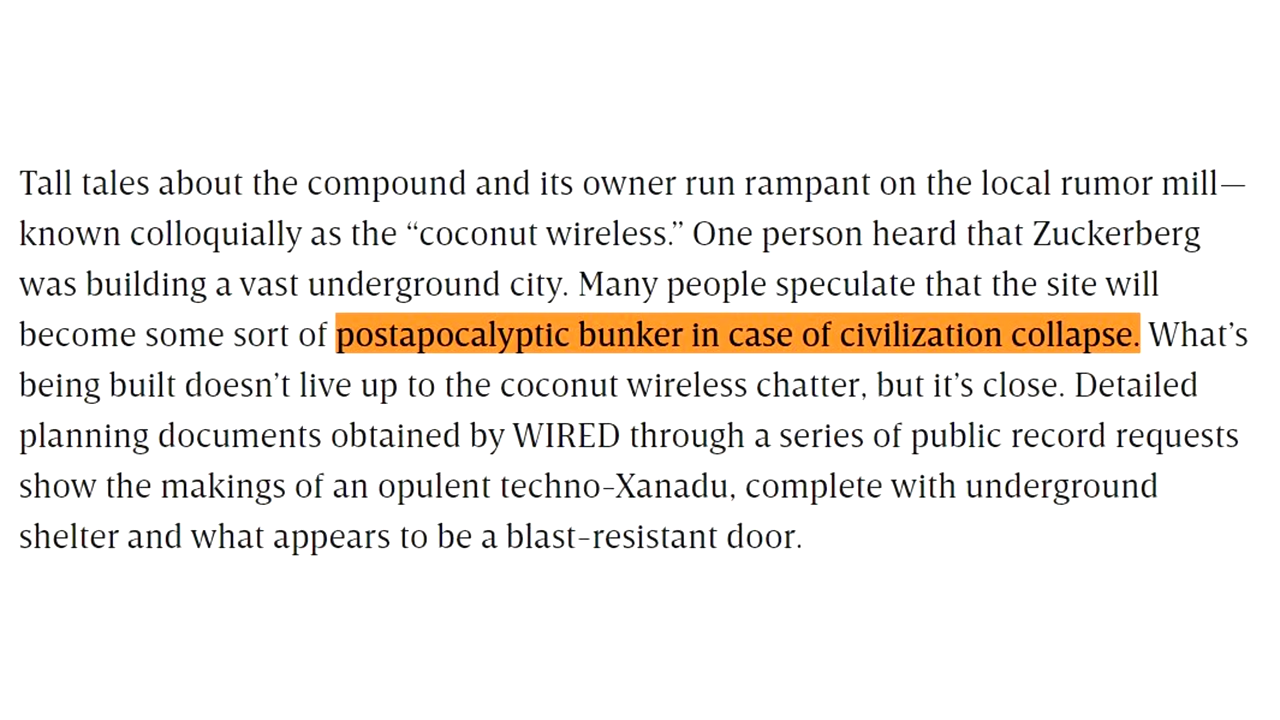 Tall tales about the compound and its owner run rampant on the local rumor mill—
known colloquially as the “coconut wireless.” One person heard that Zuckerberg
was building a vast underground city. Many people speculate that the site will
become some sort of postapocalyptic bunker in case of civilization collapse. What’s
being built doesn’t live up to the coconut wireless chatter, but it’s close. Detailed
planning documents obtained by WIRED through a series of public record requests
show the makings of an opulent techno-Xanadu, complete with underground
shelter and what appears to be a blast-resistant door.